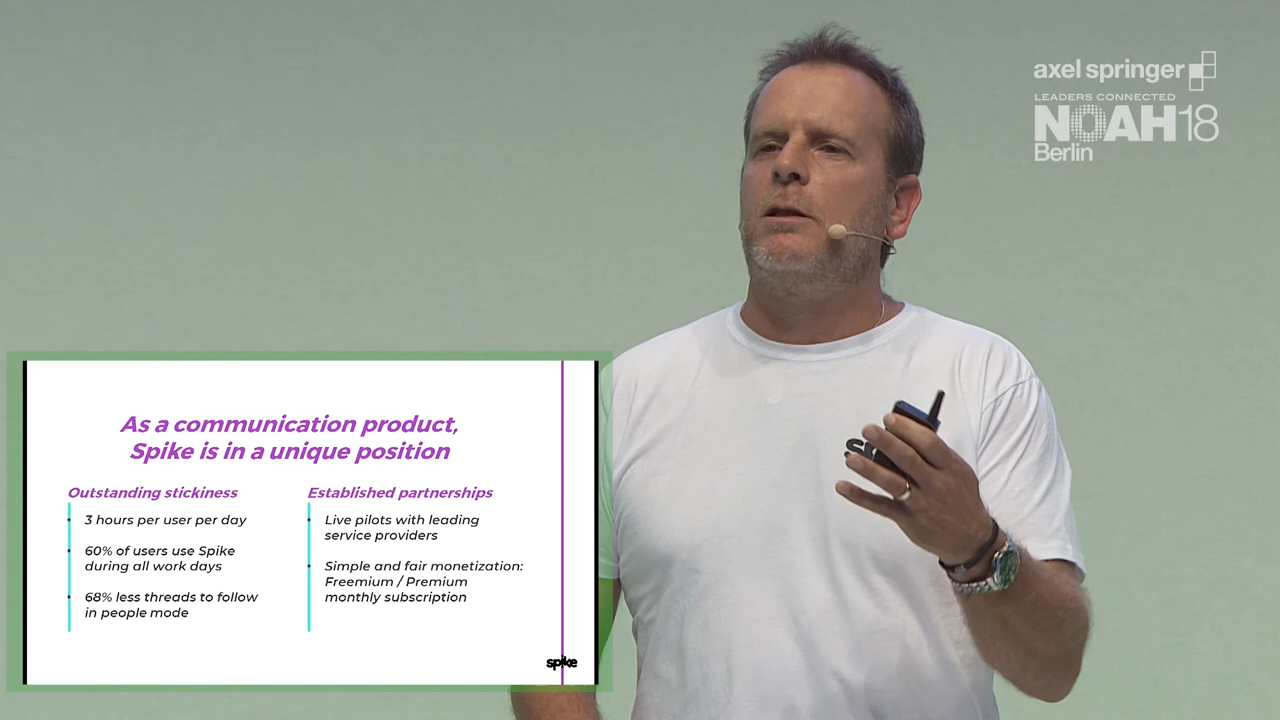 axel springer
LEADERS CONNECTED
NOAH18
Berlin
As a communication product,
Spike is in a unique position
Outstanding stickiness
• 3 hours per user per day
• 60% of users use Spike
during all work days
• 68% less threads to follow
in people mode
Established partnerships
• Live pilots with leading
service providers
• Simple and fair monetization:
Freemium / Premium
monthly subscription
spike